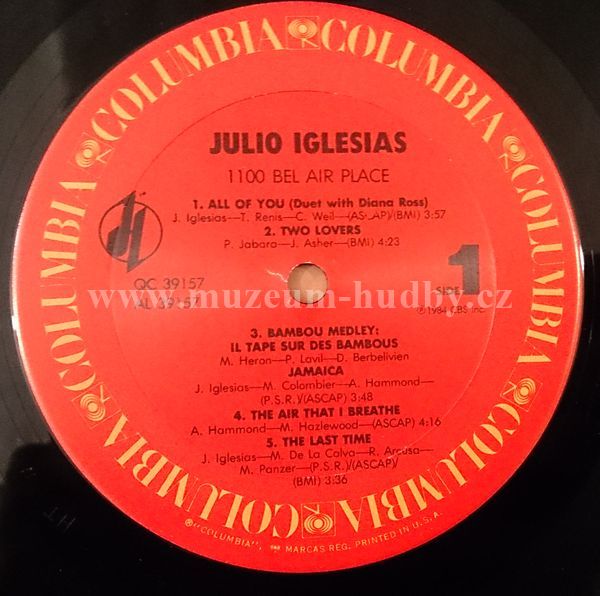 COLUMBIA COLUMBIA COLUMBIA COLUMBIA COLUMBIA COLUMBIA
JULIO IGLESIAS
1100 BEL AIR PLACE
1. ALL OF YOU (Duet with Diana Ross)
J. Iglesias—T. Renis—C. Weil—(ASCAP)/(BMI) 3:57
2. TWO LOVERS
P. Jabara—J. Asher—(BMI) 4:23
QC 39157
AL 39157
SIDE 1
℗1984 CBS Inc.
www.muzeum-hudby.cz
3. BAMBOU MEDLEY:
IL TAPE SUR DES BAMBOUS
M. Heron—P. Lavil—D. Berbelivien
JAMAICA
J. Iglesias—M. Colombier—A. Hammond—
(P.S.R.)/(ASCAP) 3:48
4. THE AIR THAT I BREATHE
A. Hammond—M. Hazlewood—(ASCAP) 4:16
5. THE LAST TIME
J. Iglesias—M. De La Calva—R. Arcusa—
M. Panzer—(P.S.R.)/(ASCAP)/
(BMI) 3:36
®"COLUMBIA", MARCAS REG. PRINTED IN U.S.A.